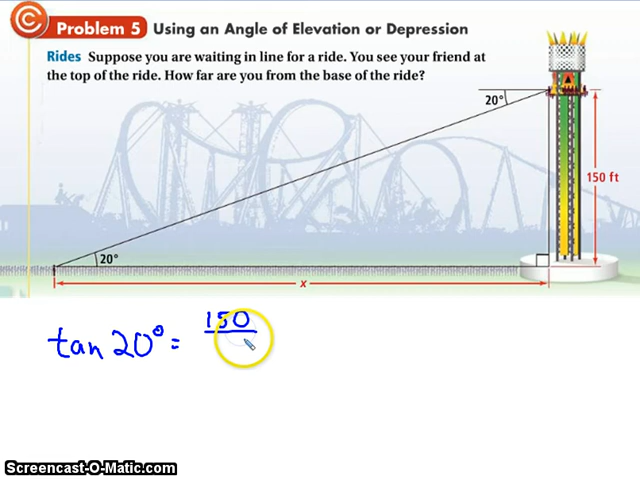 C Problem 5 Using an Angle of Elevation or Depression
Rides Suppose you are waiting in line for a ride. You see your friend at
the top of the ride. How far are you from the base of the ride?
20°
150 ft
20°
x
tan 20° = 150
Screencast-O-Matic.com